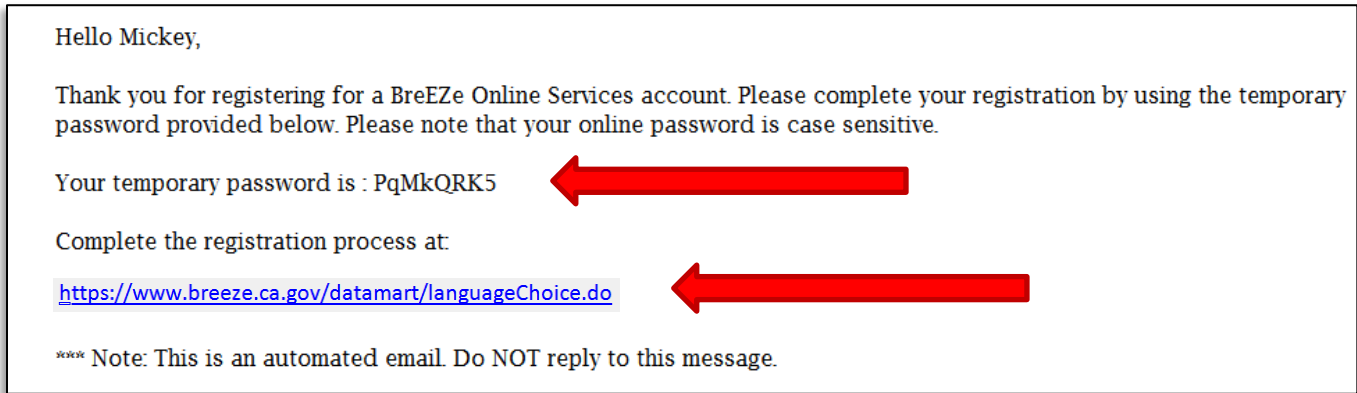 Hello Mickey,
Thank you for registering for a BreEZe Online Services account. Please complete your registration by using the temporary
password provided below. Please note that your online password is case sensitive.
Your temporary password is : PqMkQRK5
Complete the registration process at:
https://www.breeze.ca.gov/datamart/languageChoice.do
*** Note: This is an automated email. Do NOT reply to this message.